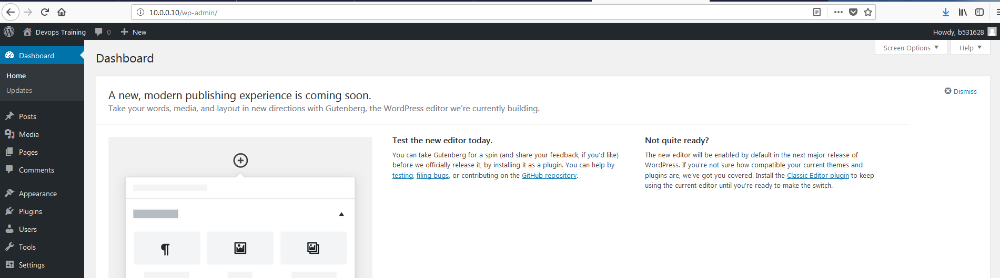 10.0.0.10/wp-admin/
Devops Training 0 New Howdy, b531628
Dashboard
Home
Updates
Posts
Media
Pages
Comments
Appearance
Plugins
Users
Tools
Settings
Screen Options Help
Dashboard
A new, modern publishing experience is coming soon.
Take your words, media, and layout in new directions with Gutenberg, the WordPress editor we're currently building.
Dismiss
Test the new editor today.
You can take Gutenberg for a spin (and share your feedback, if you'd like)
before we officially release it, by installing it as a plugin. You can help by
testing, filing bugs, or contributing on the GitHub repository.
Not quite ready?
The new editor will be enabled by default in the next major release of
WordPress. If you're not sure how compatible your current themes and
plugins are, we've got you covered. Install the Classic Editor plugin to keep
using the current editor until you're ready to make the switch.